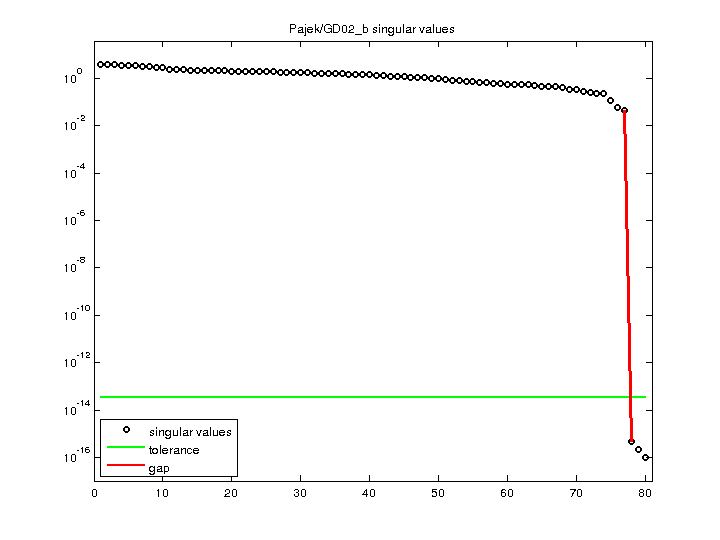 Pajek/GD02_b singular values
10^0
10^-2
10^-4
10^-6
10^-8
10^-10
10^-12
10^-14
10^-16
singular values
tolerance
gap
0 10 20 30 40 50 60 70 80